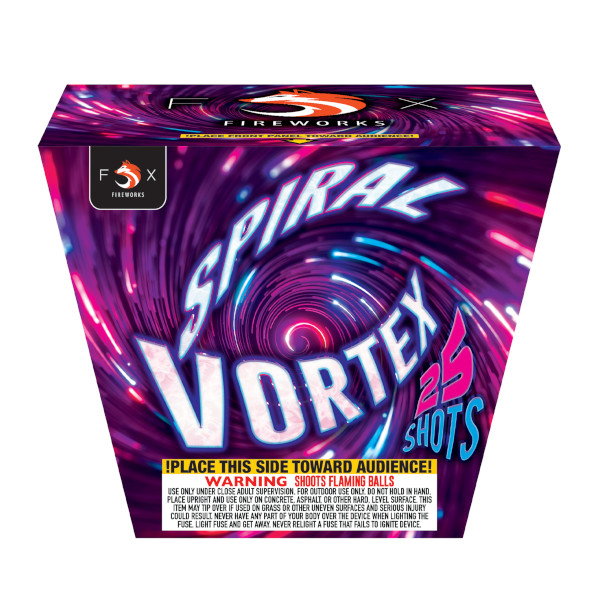 F X
FIREWORKS
!PLACE FRONT PANEL TOWARD AUDIENCE!
F X
FIREWORKS
SPIRAL
VORTEX
25
SHOTS
!PLACE THIS SIDE TOWARD AUDIENCE!
WARNING SHOOTS FLAMING BALLS
USE ONLY UNDER CLOSE ADULT SUPERVISION. FOR OUTDOOR USE ONLY. DO NOT HOLD IN HAND.
PLACE UPRIGHT AND USE ONLY ON CONCRETE, ASPHALT, OR OTHER HARD, LEVEL SURFACE. THIS
ITEM MAY TIP OVER IF USED ON GRASS OR OTHER UNEVEN SURFACES AND SERIOUS INJURY
COULD RESULT. NEVER HAVE ANY PART OF YOUR BODY OVER THE DEVICE WHEN LIGHTING THE
FUSE. LIGHT FUSE AND GET AWAY. NEVER RELIGHT A FUSE THAT FAILS TO IGNITE DEVICE.